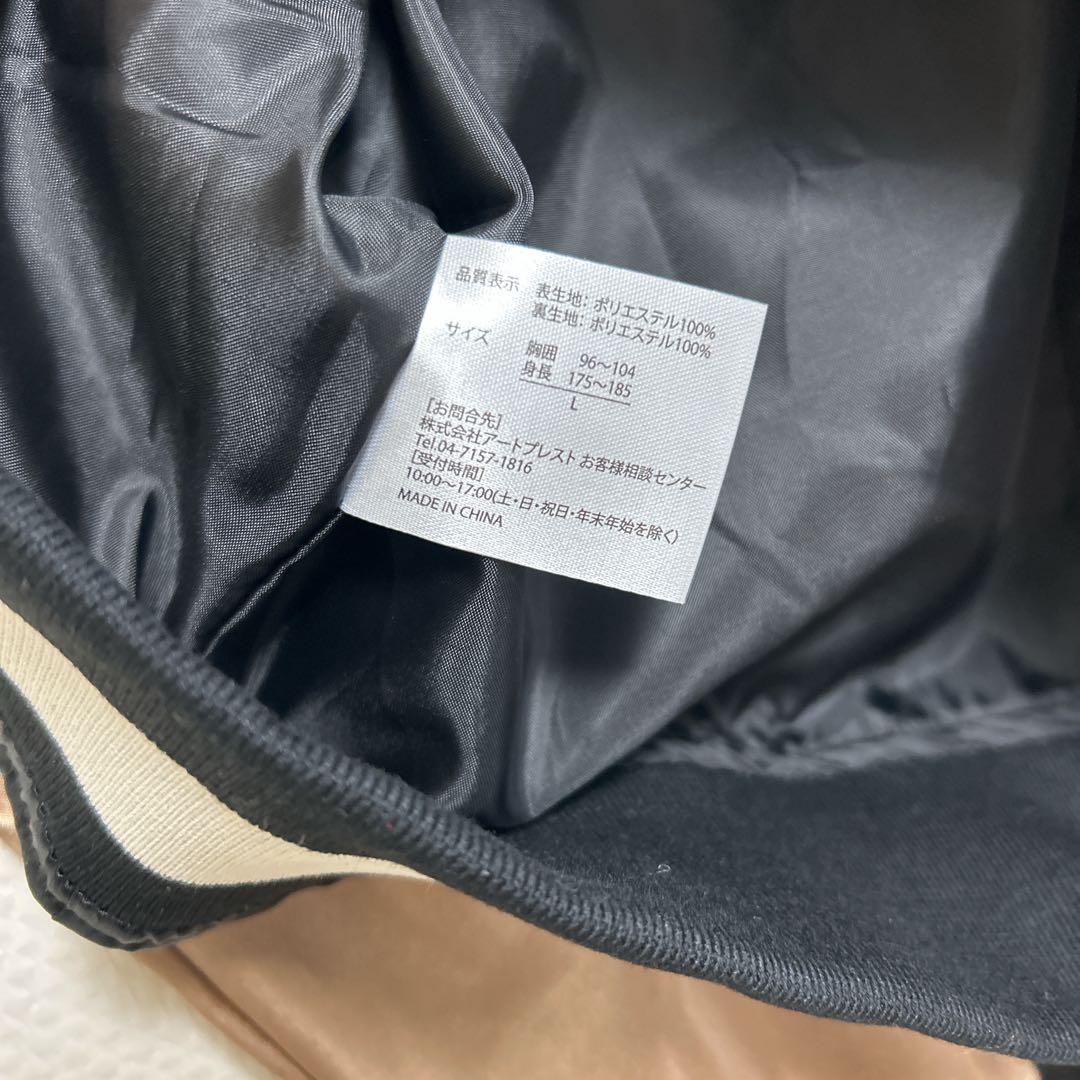 品質表示 表生地：ポリエステル100%
裏生地：ポリエステル100%
サイズ 胸囲 96～104
身長 175～185
L
[お問合先]
株式会社アートプレスト お客様相談センター
Tel.04-7157-1816
[受付時間]
10:00～17:00(土・日・祝日・年末年始を除く)
MADE IN CHINA